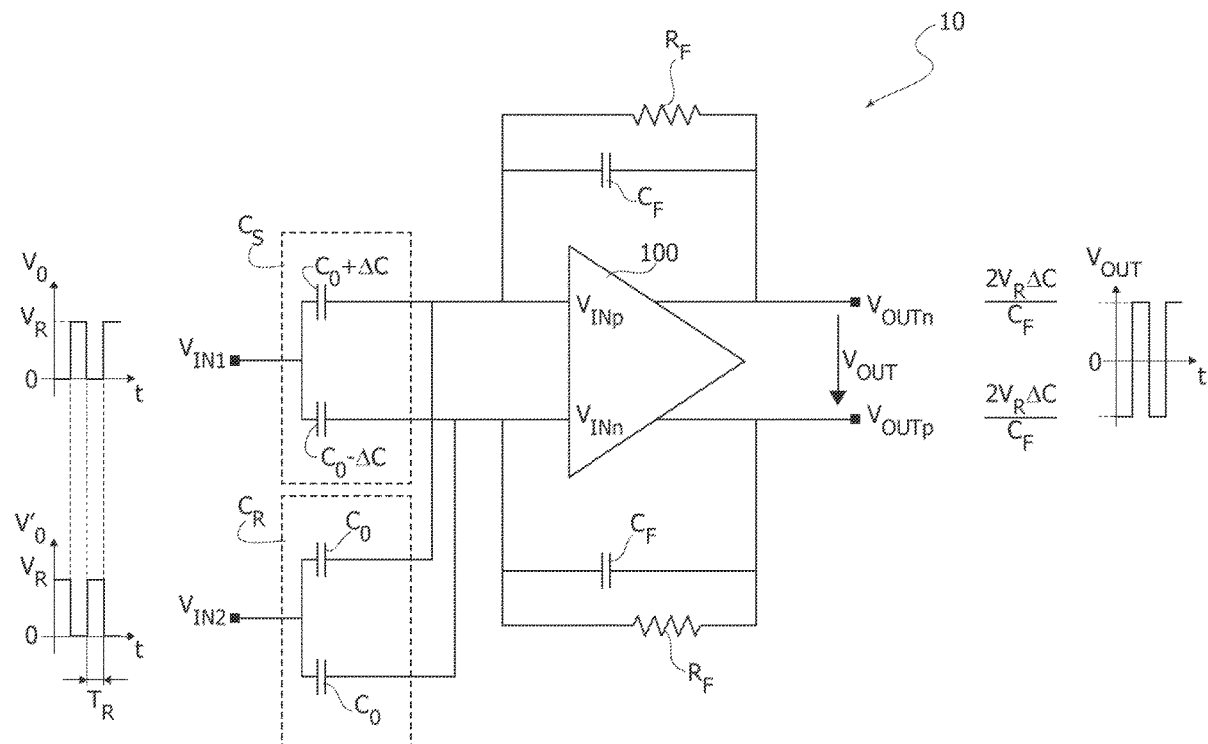 10
R_F
C_F
C_S
C_0+ΔC
100
V_0
V_R
0
t
V_IN1
V_INp
V_INn
V_OUTn
V_OUT
V_OUTp
2V_RΔC
C_F
V_OUT
0
t
2V_RΔC
C_F
C_0-ΔC
C_R
C_0
C_F
V'_0
V_R
0
t
T_R
V_IN2
C_0
R_F